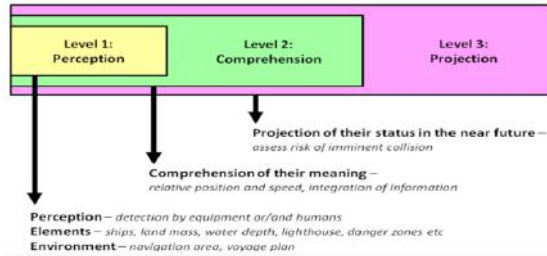 Level 1:
Perception
Level 2:
Comprehension
Level 3:
Projection
Projection of their status in the near future –
assess risk of imminent collision
Comprehension of their meaning –
relative position and speed, integration of information
Perception – detection by equipment or/and humans
Elements – ships, land mass, water depth, lighthouse, danger zones etc
Environment – navigation area, voyage plan